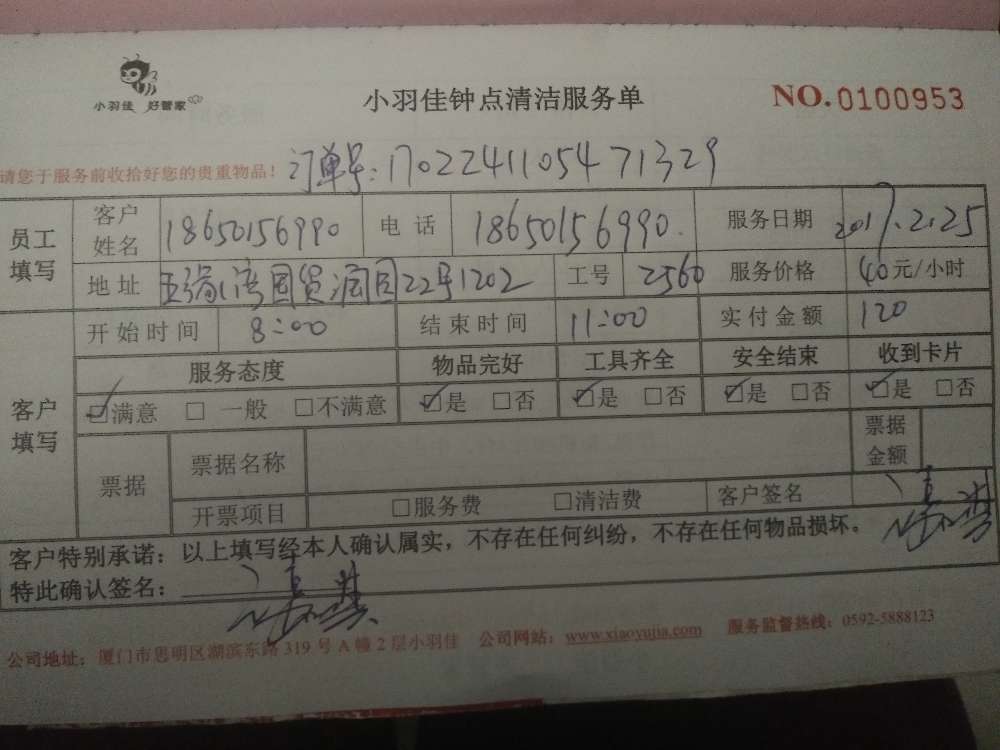 小羽佳 好管家
小羽佳钟点清洁服务单
NO.0100953
请您于服务前收拾好您的贵重物品！
订单号:17022411054471329
员工填写 客户姓名 18650156990 电话 18650156990. 服务日期 2017.2.25
地址 22号1202 工号 2560 服务价格 40元/小时
客户填写 开始时间 8:00 结束时间 11:00 实付金额 120
服务态度 物品完好 工具齐全 安全结束 收到卡片
☑满意 □一般 □不满意 ☑是 □否 ☑是 □否 ☑是 □否 ☑是 □否
票据 票据名称 票据金额
开票项目 □服务费 □清洁费 客户签名
客户特别承诺：以上填写经本人确认属实，不存在任何纠纷，不存在任何物品损坏。
特此确认签名：
公司地址：厦门市思明区湖滨东路319号A幢2层小羽佳 公司网站：www.xiaoyujia.com 服务监督热线：0592-5888123